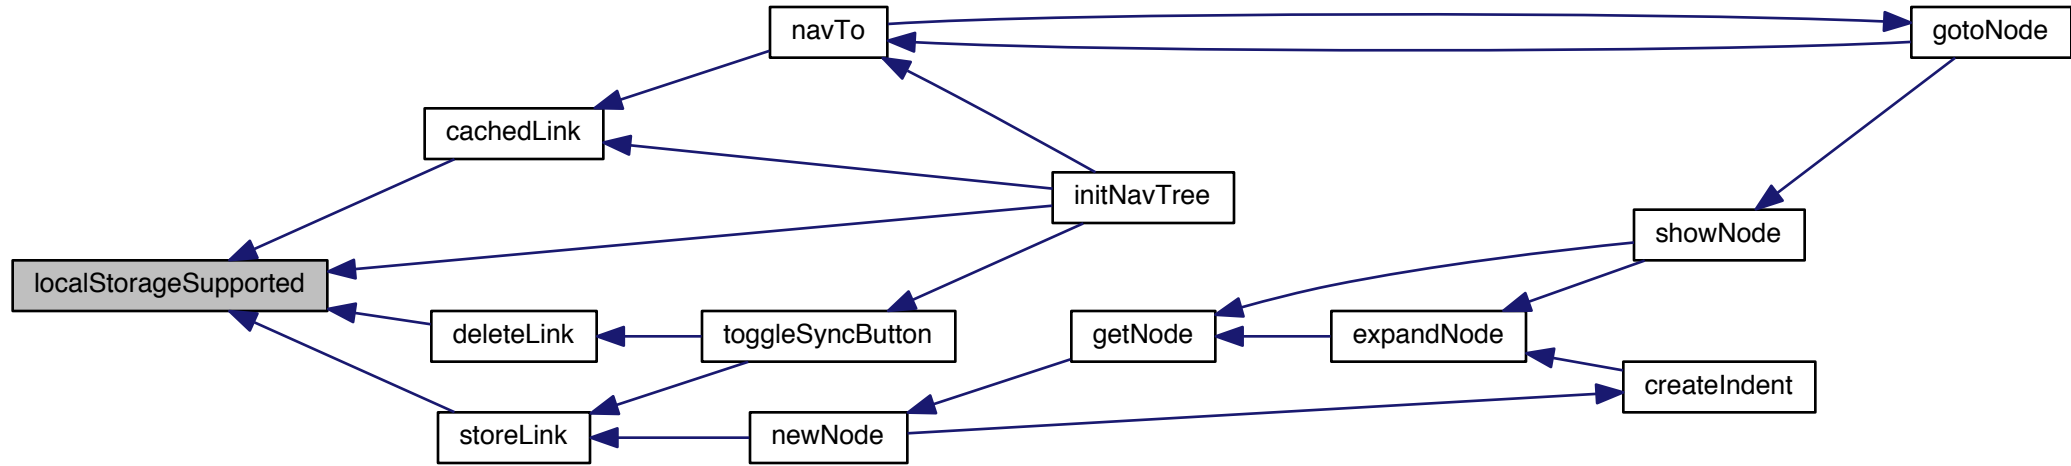 navTo
gotoNode
cachedLink
initNavTree
showNode
localStorageSupported
deleteLink
toggleSyncButton
getNode
expandNode
createIndent
storeLink
newNode